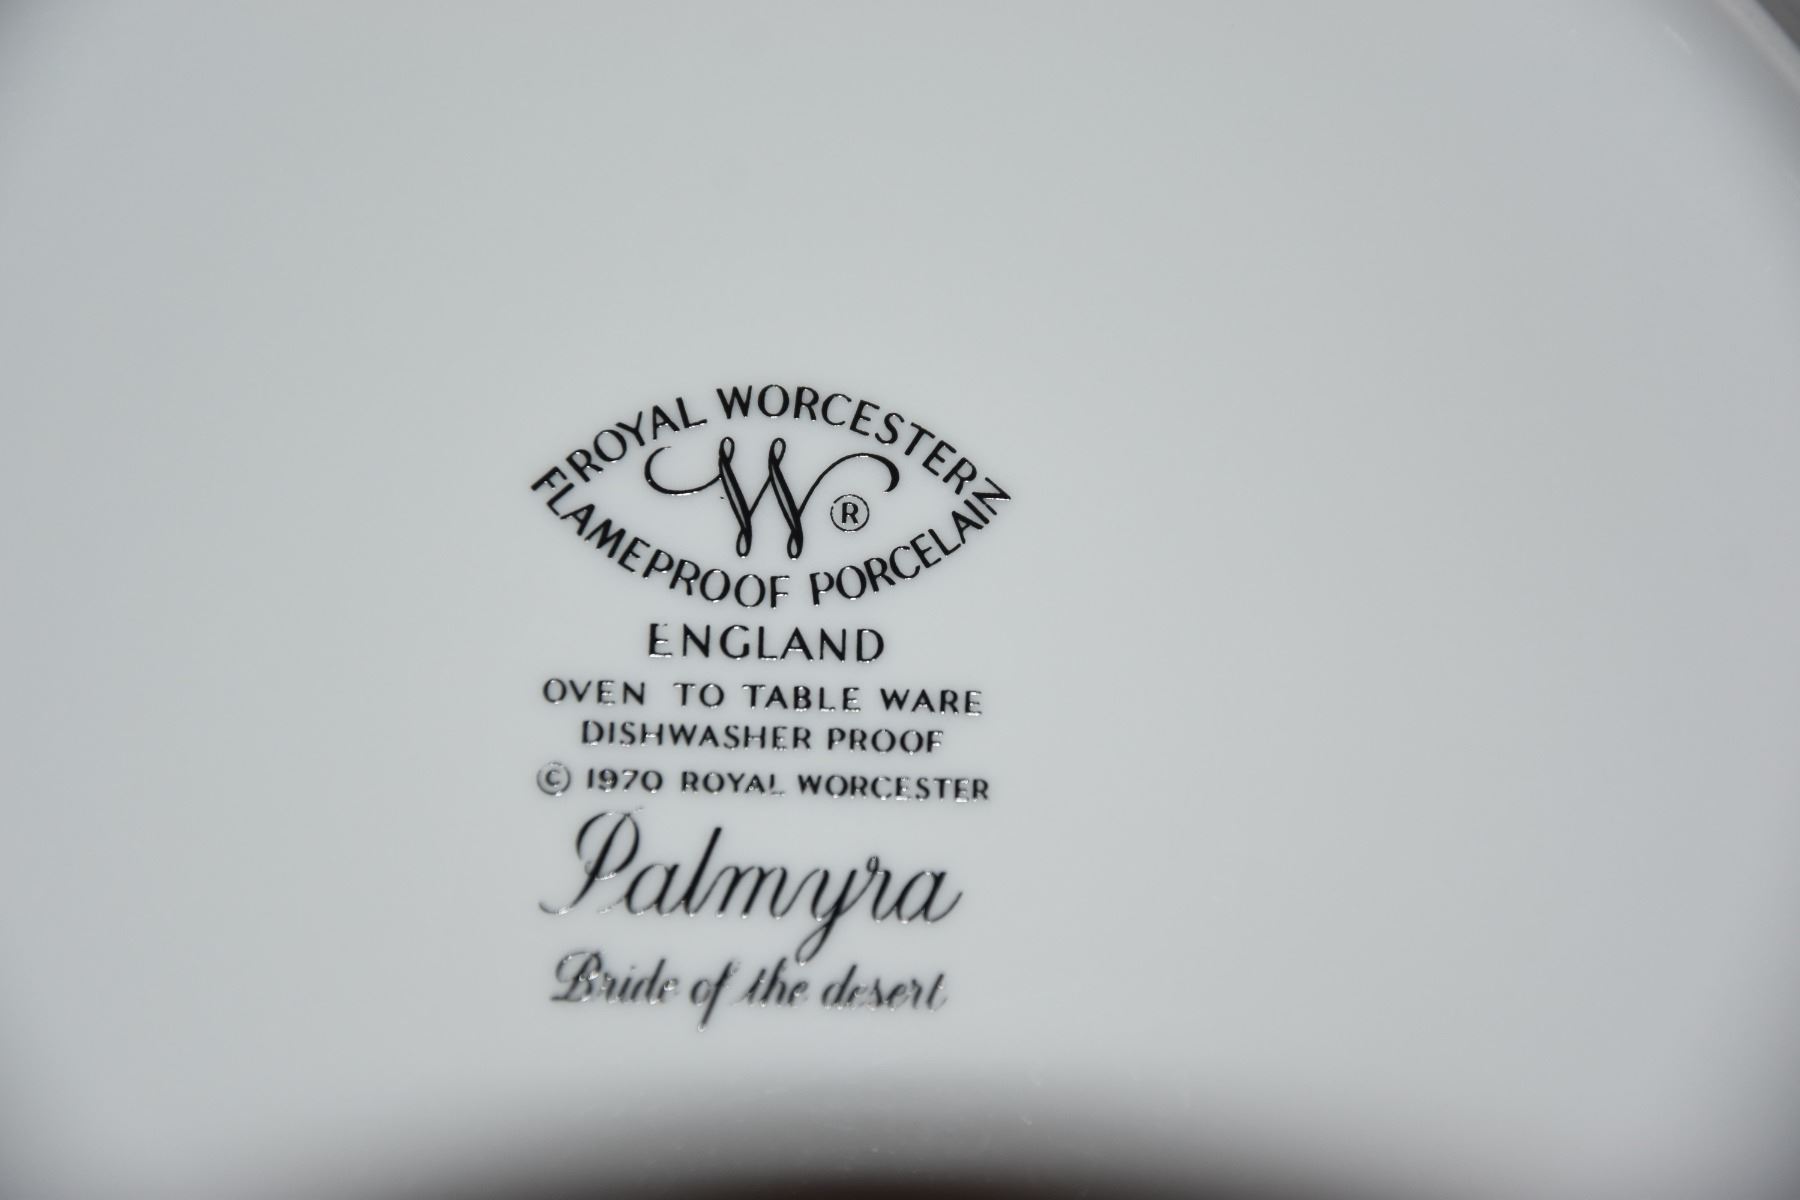 ROYAL WORCESTER
W ®
FLAMEPROOF PORCELAIN
ENGLAND
OVEN TO TABLE WARE
DISHWASHER PROOF
© 1970 ROYAL WORCESTER
Palmyra
Bride of the desert